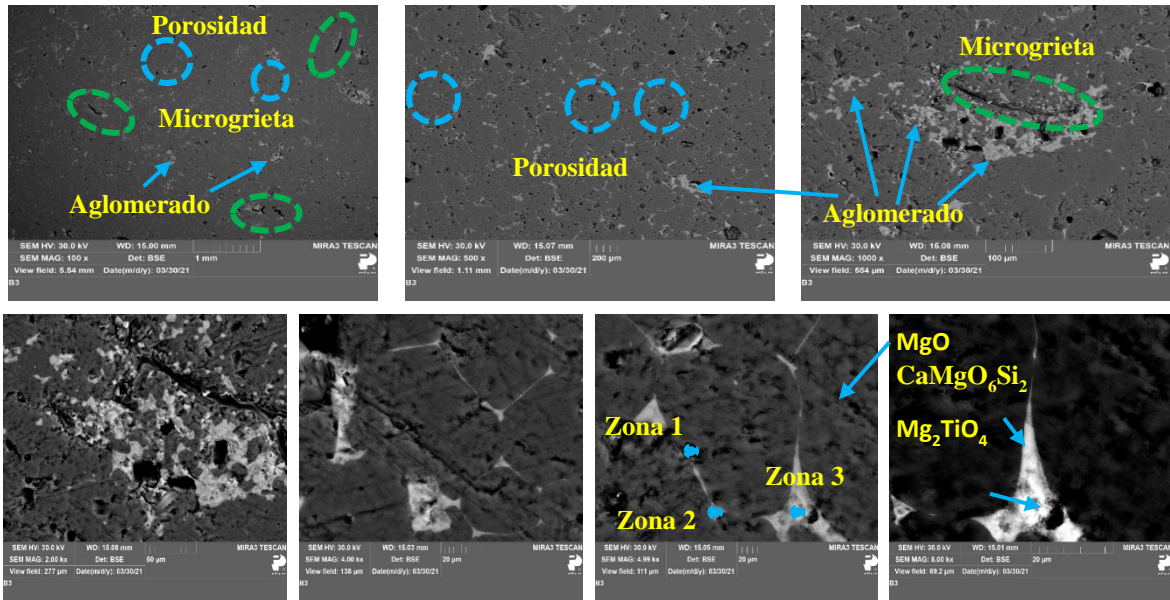 Porosidad
Microgrieta
Aglomerado
SEM HV: 30.0 kV WD: 15.00 mm MIRA3 TESCAN
SEM MAG: 100 x Det: BSE 1 mm
View field: 5.54 mm Date(m/d/y): 03/30/21
B3
Porosidad
SEM HV: 30.0 kV WD: 15.07 mm MIRA3 TESCAN
SEM MAG: 500 x Det: BSE 200 µm
View field: 1.11 mm Date(m/d/y): 03/30/21
B3
Microgrieta
Aglomerado
SEM HV: 30.0 kV WD: 15.08 mm MIRA3 TESCAN
SEM MAG: 1000 x Det: BSE 100 µm
View field: 554 µm Date(m/d/y): 03/30/21
B3
SEM HV: 30.0 kV WD: 15.08 mm MIRA3 TESCAN
SEM MAG: 2.00 kx Det: BSE 50 µm
View field: 277 µm Date(m/d/y): 03/30/21
B3
SEM HV: 30.0 kV WD: 15.03 mm MIRA3 TESCAN
SEM MAG: 4.00 kx Det: BSE 20 µm
View field: 138 µm Date(m/d/y): 03/30/21
B3
Zona 1
Zona 3
Zona 2
SEM HV: 30.0 kV WD: 15.05 mm MIRA3 TESCAN
SEM MAG: 4.99 kx Det: BSE 20 µm
View field: 111 µm Date(m/d/y): 03/30/21
B3
MgO
CaMgO₆Si₂
Mg₂TiO₄
SEM HV: 30.0 kV WD: 15.01 mm MIRA3 TESCAN
SEM MAG: 8.00 kx Det: BSE 20 µm
View field: 69.2 µm Date(m/d/y): 03/30/21
B3